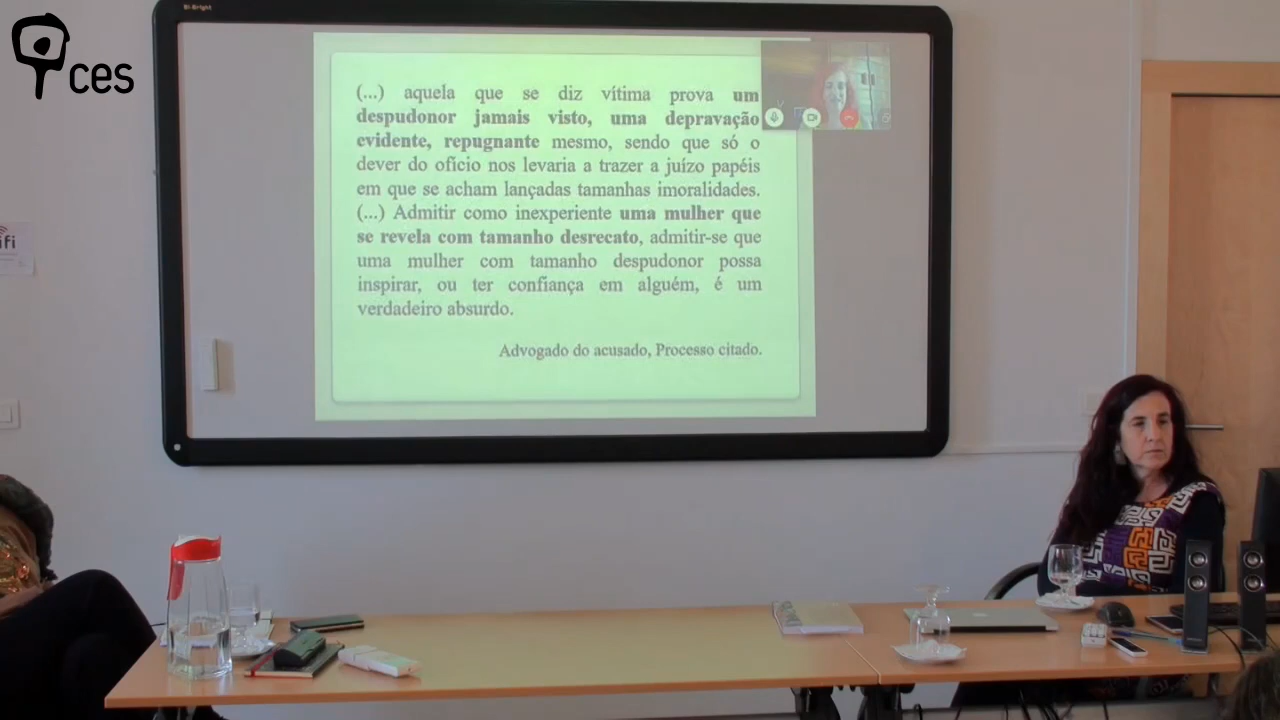 Bi-Bright
ces
(...) aquela que se diz vítima prova um
despudonor jamais visto, uma depravação
evidente, repugnante mesmo, sendo que só o
dever do ofício nos levaria a trazer a juízo papéis
em que se acham lançadas tamanhas imoralidades.
(...) Admitir como inexperiente uma mulher que
se revela com tamanho desrecato, admitir-se que
uma mulher com tamanho despudonor possa
inspirar, ou ter confiança em alguém, é um
verdadeiro absurdo.
Advogado do acusado, Processo citado.
ifi